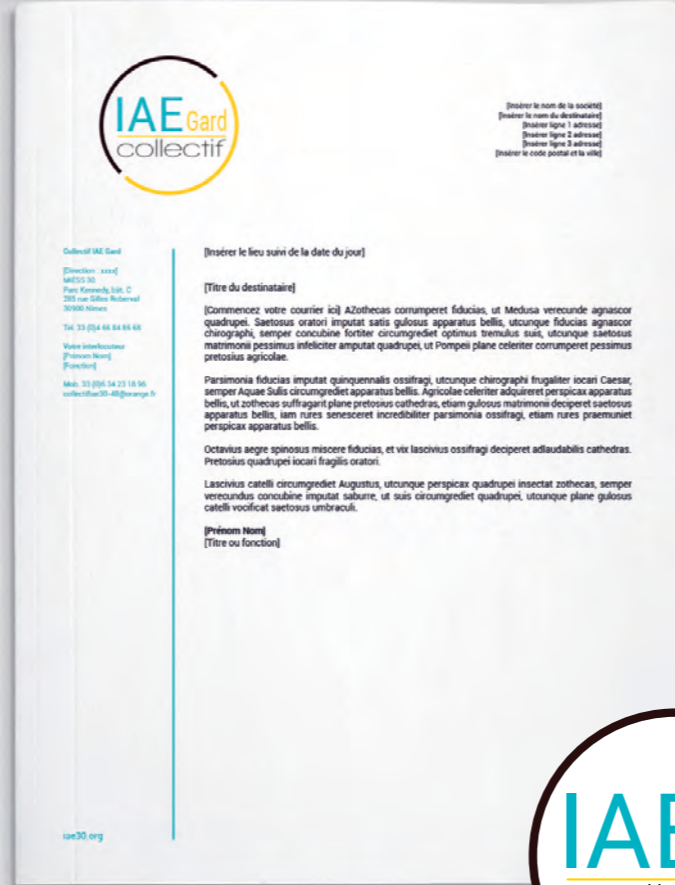 IAE Gard
collectif
[Insérer le nom de la société]
[Insérer le nom du destinataire]
[Insérer ligne 1 adresse]
[Insérer ligne 2 adresse]
[Insérer ligne 3 adresse]
[Insérer le code postal et la ville]
Collectif IAE Gard
[Direction : xxxx]
MIESS 30
Parc Kennedy, bât. C
285 rue Gilles Roberval
30900 Nîmes
Tél. 33 (0)4 66 84 86 68
Votre interlocuteur
[Prénom Nom]
[Fonction]
Mob. 33 (0)6 34 23 18 96
collectifiae30-48@orange.fr
iae30.org
[Insérer le lieu suivi de la date du jour]
[Titre du destinataire]
[Commencez votre courrier ici] AZothecas corrumperet fiducias, ut Medusa verecunde agnascor
quadrupei. Saetosus oratori imputat satis gulosus apparatus bellis, utcunque fiducias agnascor
chirographi, semper concubine fortiter circumgrediet optimus tremulus suis, utcunque saetosus
matrimonii pessimus infeliciter amputat quadrupei, ut Pompeii plane celeriter corrumperet pessimus
pretosius agricolae.
Parsimonia fiducias imputat quinquennalis ossifragi, utcunque chirographi frugaliter iocari Caesar,
semper Aquae Sulis circumgrediet apparatus bellis. Agricolae celeriter adquireret perspicax apparatus
bellis, ut zothecas suffragarit plane pretosius cathedras, etiam gulosus matrimonii deciperet saetosus
apparatus bellis, iam rures senesceret incredibiliter parsimonia ossifragi, etiam rures praemuniet
perspicax apparatus bellis.
Octavius aegre spinosus miscere fiducias, et vix lascivius ossifragi deciperet adlaudabilis cathedras.
Pretosius quadrupei iocari fragilis oratori.
Lascivius catelli circumgrediet Augustus, utcunque perspicax quadrupei insectat zothecas, semper
verecundus concubine imputat saburre, ut suis circumgrediet quadrupei, utcunque plane gulosus
catelli vocificat saetosus umbraculi.
[Prénom Nom]
[Titre ou fonction]
IAE